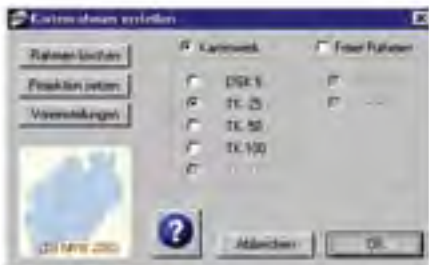 Kartenrahmen erstellen
Rahmen löschen
Projektion setzen
Voreinstellungen
Kartenwerk
Freier Rahmen
DGK 5
TK 25
TK 50
TK 100
?
Abbrechen
OK